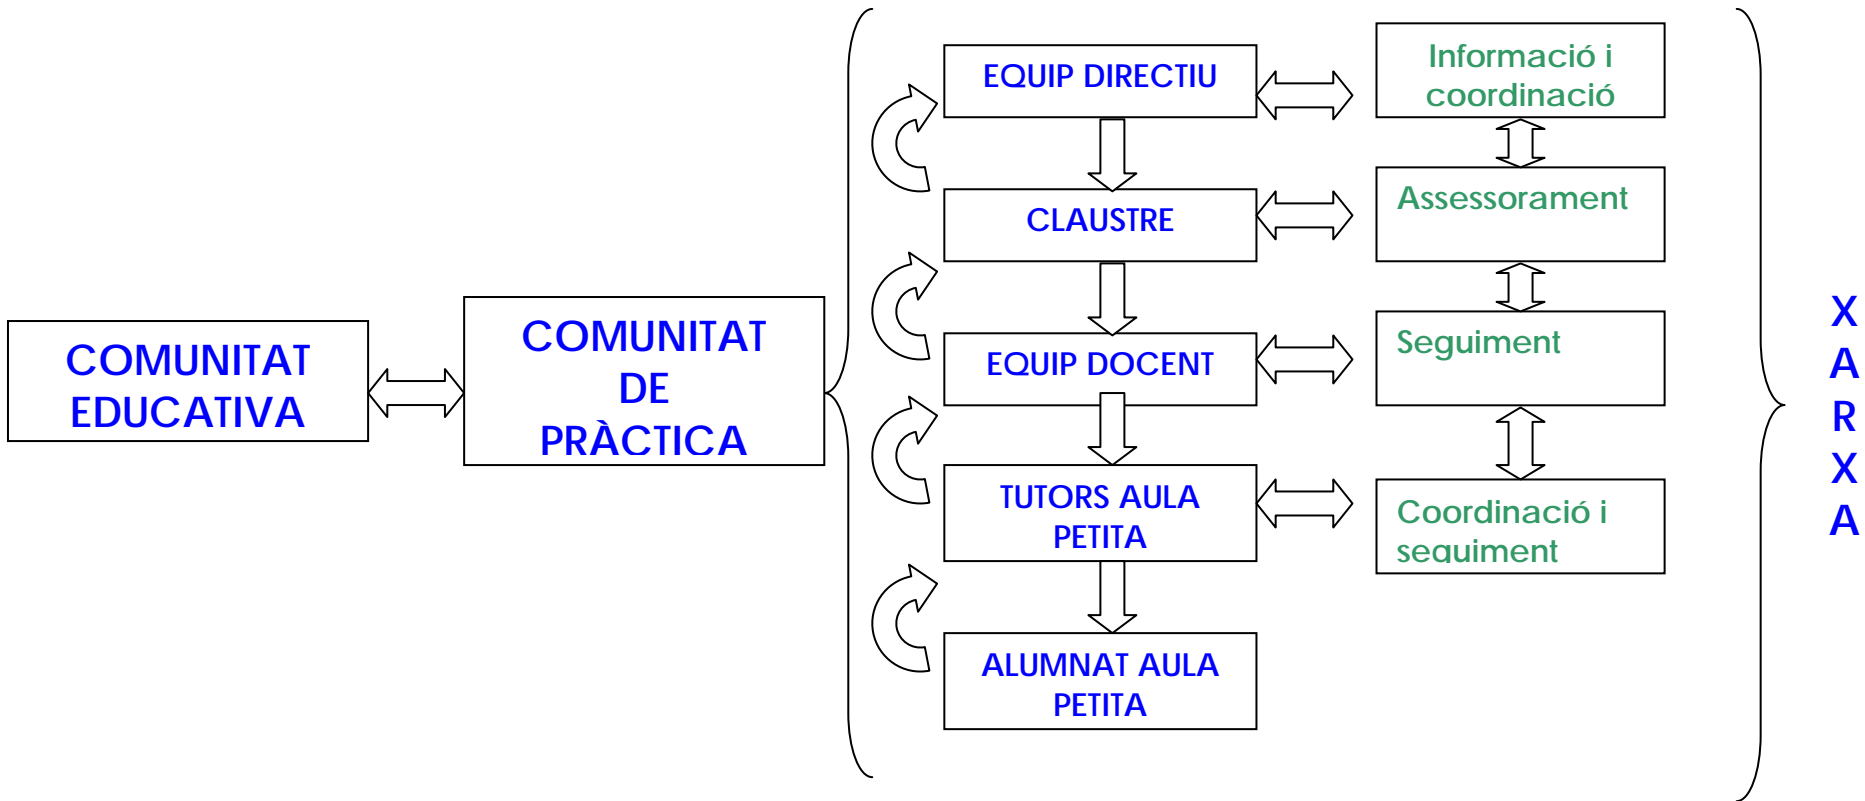 COMUNITAT
EDUCATIVA
COMUNITAT
DE
PRÀCTICA
EQUIP DIRECTIU
CLAUSTRE
EQUIP DOCENT
TUTORS AULA
PETITA
ALUMNAT AULA
PETITA
Informació i
coordinació
Assessorament
Seguiment
Coordinació i
seguiment
X
A
R
X
A